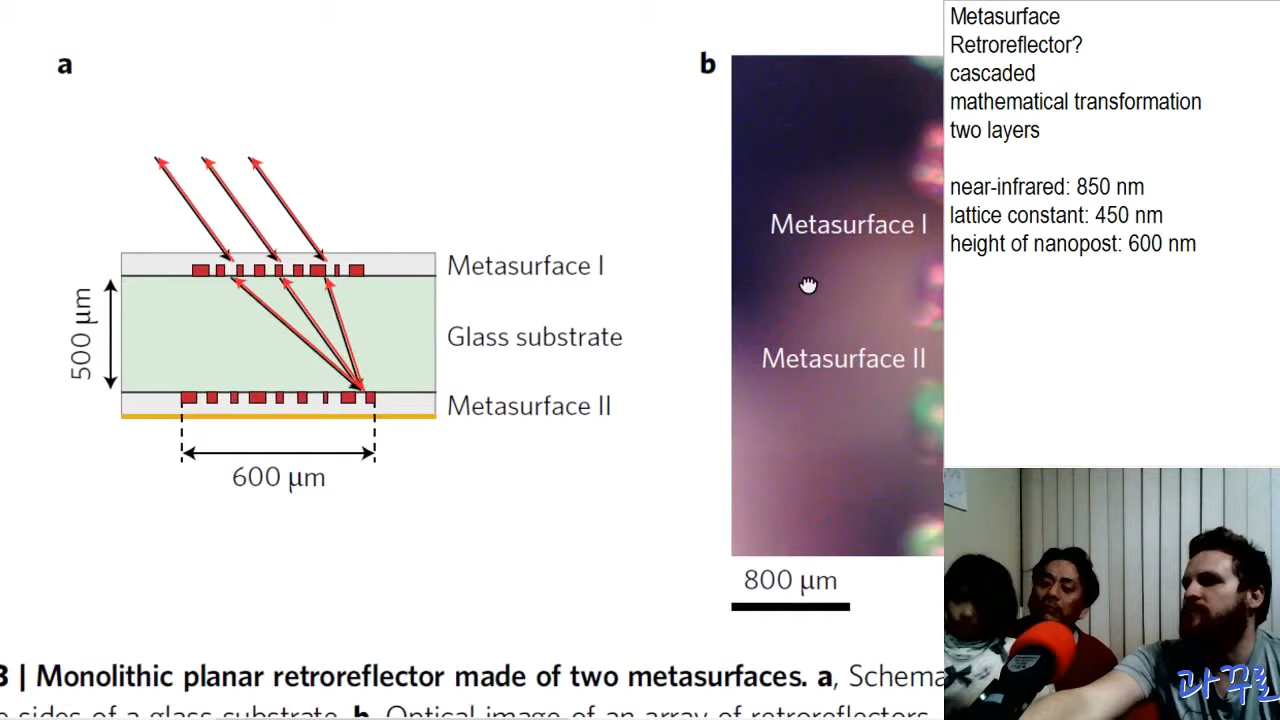 a
b
Metasurface I
Glass substrate
Metasurface II
500 μm
600 μm
Metasurface I
Metasurface II
800 μm
3 | Monolithic planar retroreflector made of two metasurfaces. a, Schema
sides of a glass substrate. b, Optical image of an array of retroreflectors
Metasurface
Retroreflector?
cascaded
mathematical transformation
two layers
near-infrared: 850 nm
lattice constant: 450 nm
height of nanopost: 600 nm
과꾸로